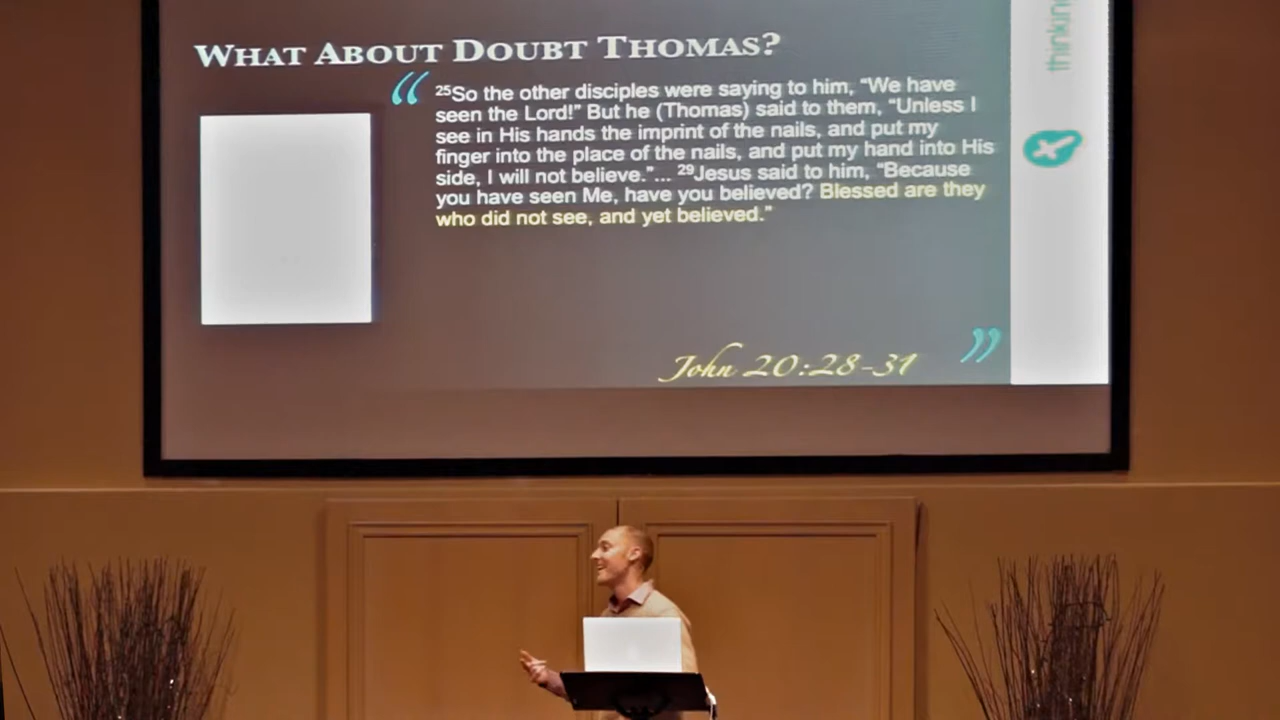 WHAT ABOUT DOUBT THOMAS?
“ 25So the other disciples were saying to him, “We have
seen the Lord!” But he (Thomas) said to them, “Unless I
see in His hands the imprint of the nails, and put my
finger into the place of the nails, and put my hand into His
side, I will not believe.”... 29Jesus said to him, “Because
you have seen Me, have you believed? Blessed are they
who did not see, and yet believed.”
”
John 20:28-31
thinking